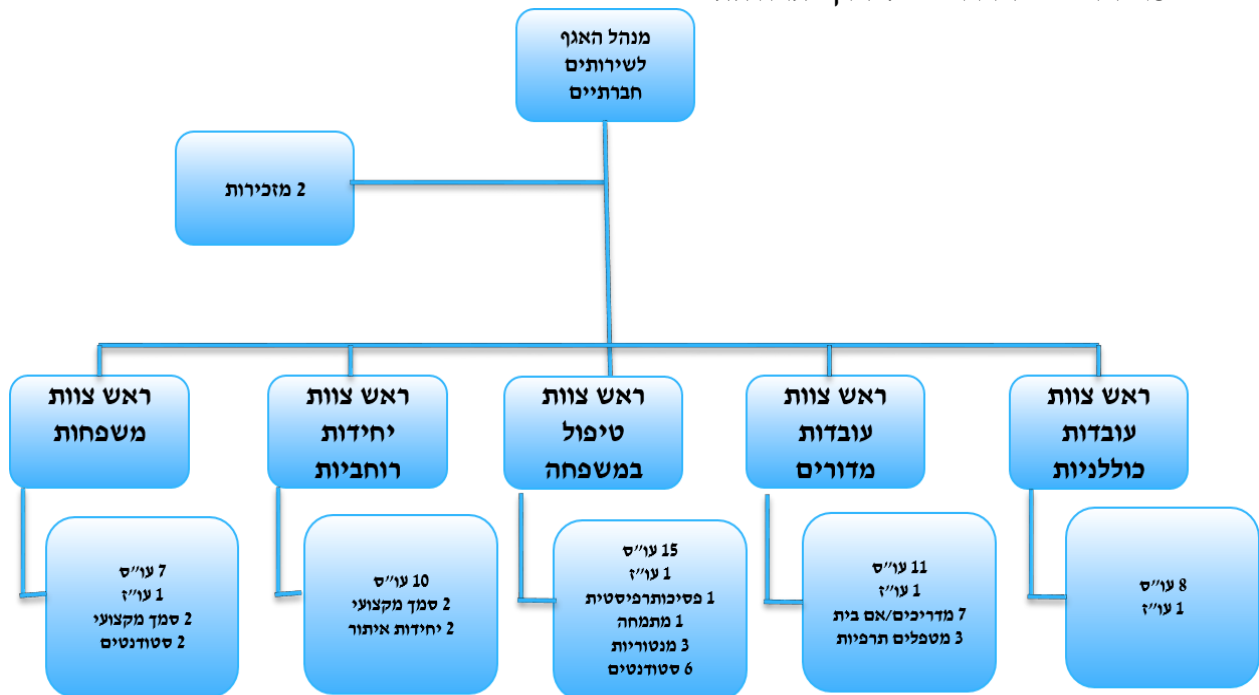 מנהל האגף
לשירותים
חברתיים
2 מזכירות
ראש צוות
עובדות
כוללניות
ראש צוות
עובדות
מדורים
ראש צוות
טיפול
במשפחה
ראש צוות
יחידות
רוחביות
ראש צוות
משפחות
8 עו״ס
1 עו״ז
11 עו״ס
1 עו״ז
7 מדריכים/אם בית
3 מטפלים תרפיות
15 עו״ס
1 עו״ז
1 פסיכותרפיסטית
1 מתמחה
3 מנטוריות
6 סטודנטים
10 עו״ס
2 סמך מקצועי
2 יחידות איתור
7 עו״ס
1 עו״ז
2 סמך מקצועי
2 סטודנטים